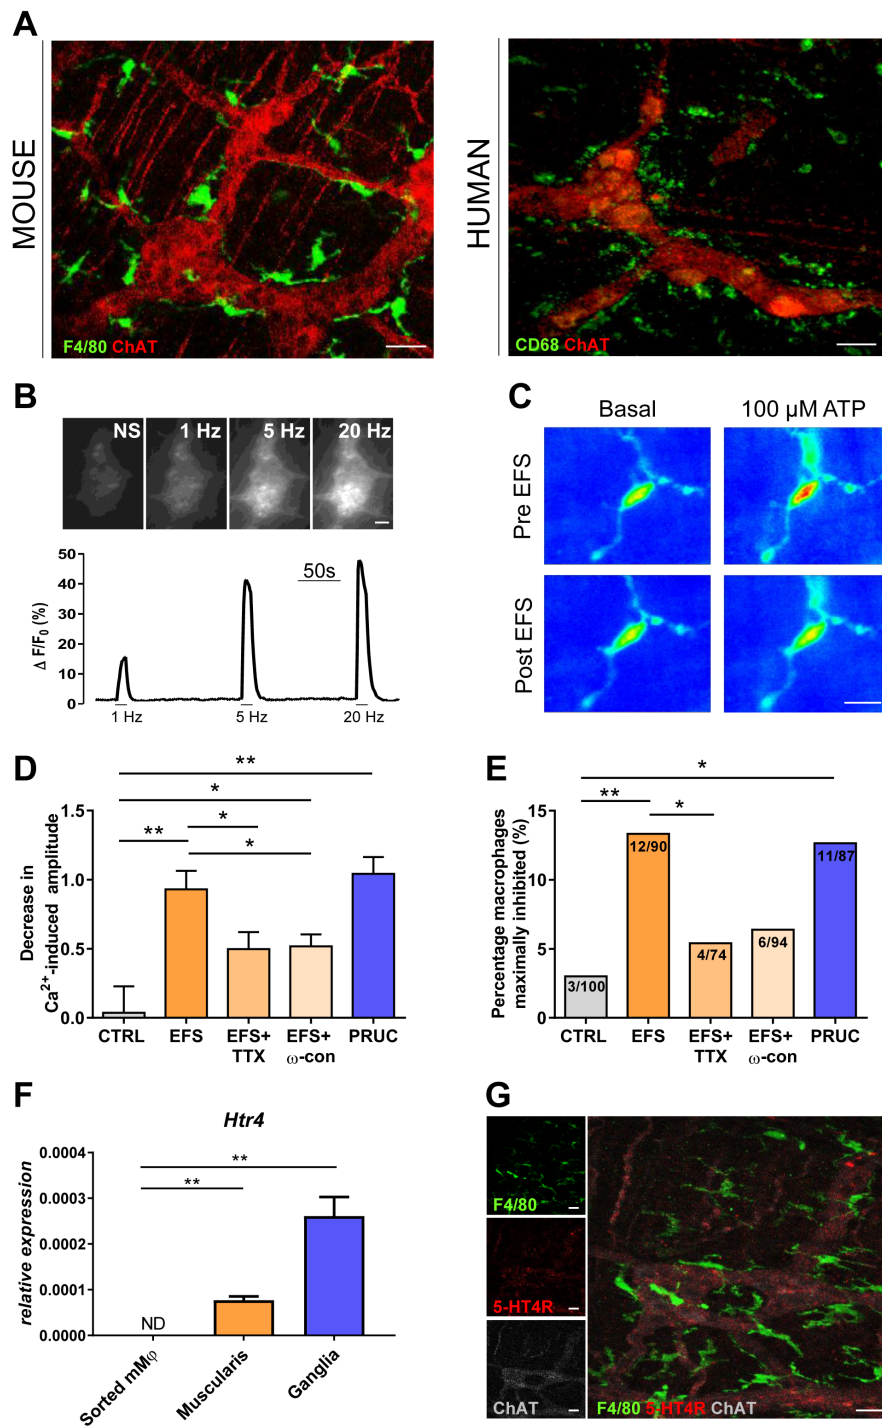 A
MOUSE
F4/80 ChAT
HUMAN
CD68 ChAT
B
NS
1 Hz
5 Hz
20 Hz
50
40
30
20
10
0
Δ F/F0 (%)
50s
1 Hz
5 Hz
20 Hz
C
Basal
100 µM ATP
Pre EFS
Post EFS
D
**
*
*
**
*
1.5
1.0
0.5
0.0
Decrease in
Ca2+-induced amplitude
CTRL
EFS
EFS+
TTX
EFS+
ω-con
PRUC
E
*
**
*
15
10
5
0
Percentage macrophages
maximally inhibited (%)
3/100
12/90
4/74
6/94
11/87
CTRL
EFS
EFS+
TTX
EFS+
ω-con
PRUC
F
Htr4
0.0004
0.0003
0.0002
0.0001
0.0000
relative expression
**
**
ND
Sorted mMφ
Muscularis
Ganglia
G
F4/80
5-HT4R
ChAT
F4/80 5-HT4R ChAT